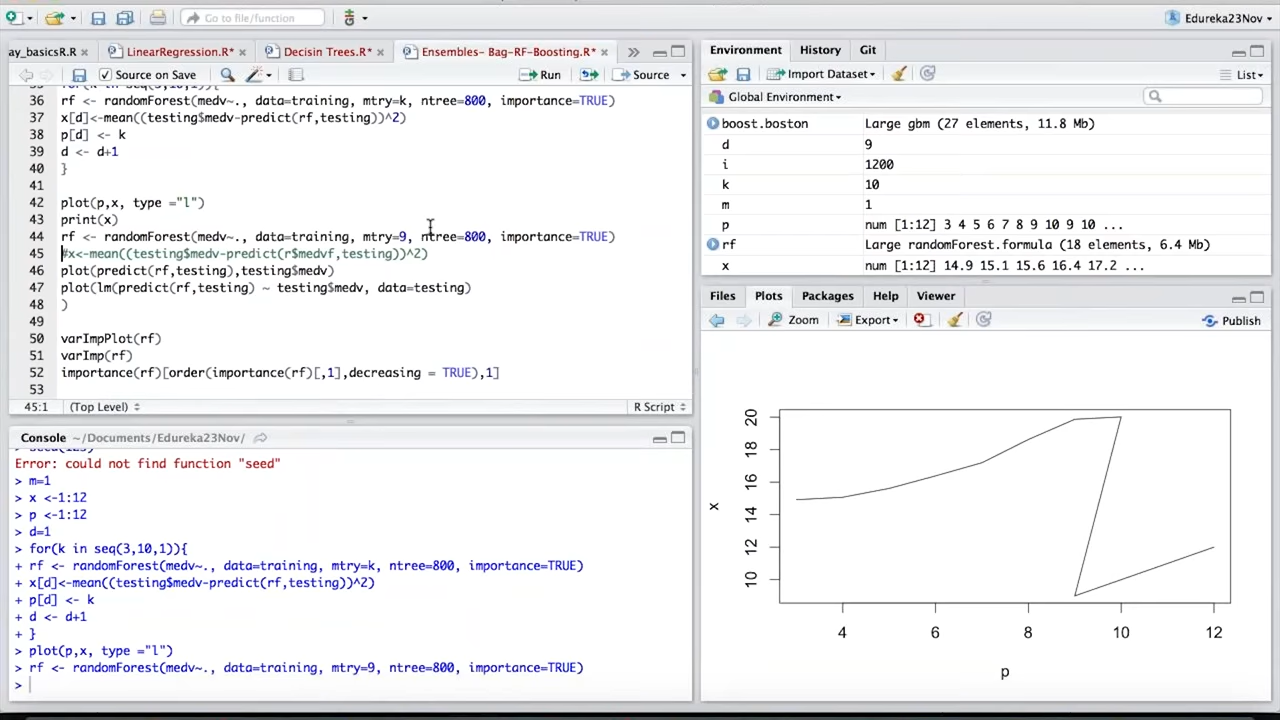 Go to file/function
Edureka23Nov
ay_basicsR.R
LinearRegression.R*
Decisin Trees.R*
Ensembles- Bag-RF-Boosting.R*
Source on Save
Run
Source
36 rf <- randomForest(medv~., data=training, mtry=k, ntree=800, importance=TRUE)
37 x[d]<-mean((testing$medv-predict(rf,testing))^2)
38 p[d] <- k
39 d <- d+1
40 }
41
42 plot(p,x, type ="l")
43 print(x)
44 rf <- randomForest(medv~., data=training, mtry=9, ntree=800, importance=TRUE)
45 #x<-mean((testing$medv-predict(r$medvf,testing))^2)
46 plot(predict(rf,testing),testing$medv)
47 plot(lm(predict(rf,testing) ~ testing$medv, data=testing)
48 )
49
50 varImpPlot(rf)
51 varImp(rf)
52 importance(rf)[order(importance(rf)[,1],decreasing = TRUE),1]
53
45:1 (Top Level) R Script
Console ~/Documents/Edureka23Nov/
Error: could not find function "seed"
> m=1
> x <-1:12
> p <-1:12
> d=1
> for(k in seq(3,10,1)){
+ rf <- randomForest(medv~., data=training, mtry=k, ntree=800, importance=TRUE)
+ x[d]<-mean((testing$medv-predict(rf,testing))^2)
+ p[d] <- k
+ d <- d+1
+ }
> plot(p,x, type ="l")
> rf <- randomForest(medv~., data=training, mtry=9, ntree=800, importance=TRUE)
>
Environment History Git
Import Dataset List
Global Environment
boost.boston Large gbm (27 elements, 11.8 Mb)
d 9
i 1200
k 10
m 1
p num [1:12] 3 4 5 6 7 8 9 10 9 10 ...
rf Large randomForest.formula (18 elements, 6.4 Mb)
x num [1:12] 14.9 15.1 15.6 16.4 17.2 ...
Files Plots Packages Help Viewer
Zoom Export Publish
x
20
18
16
14
12
10
4 6 8 10 12
p